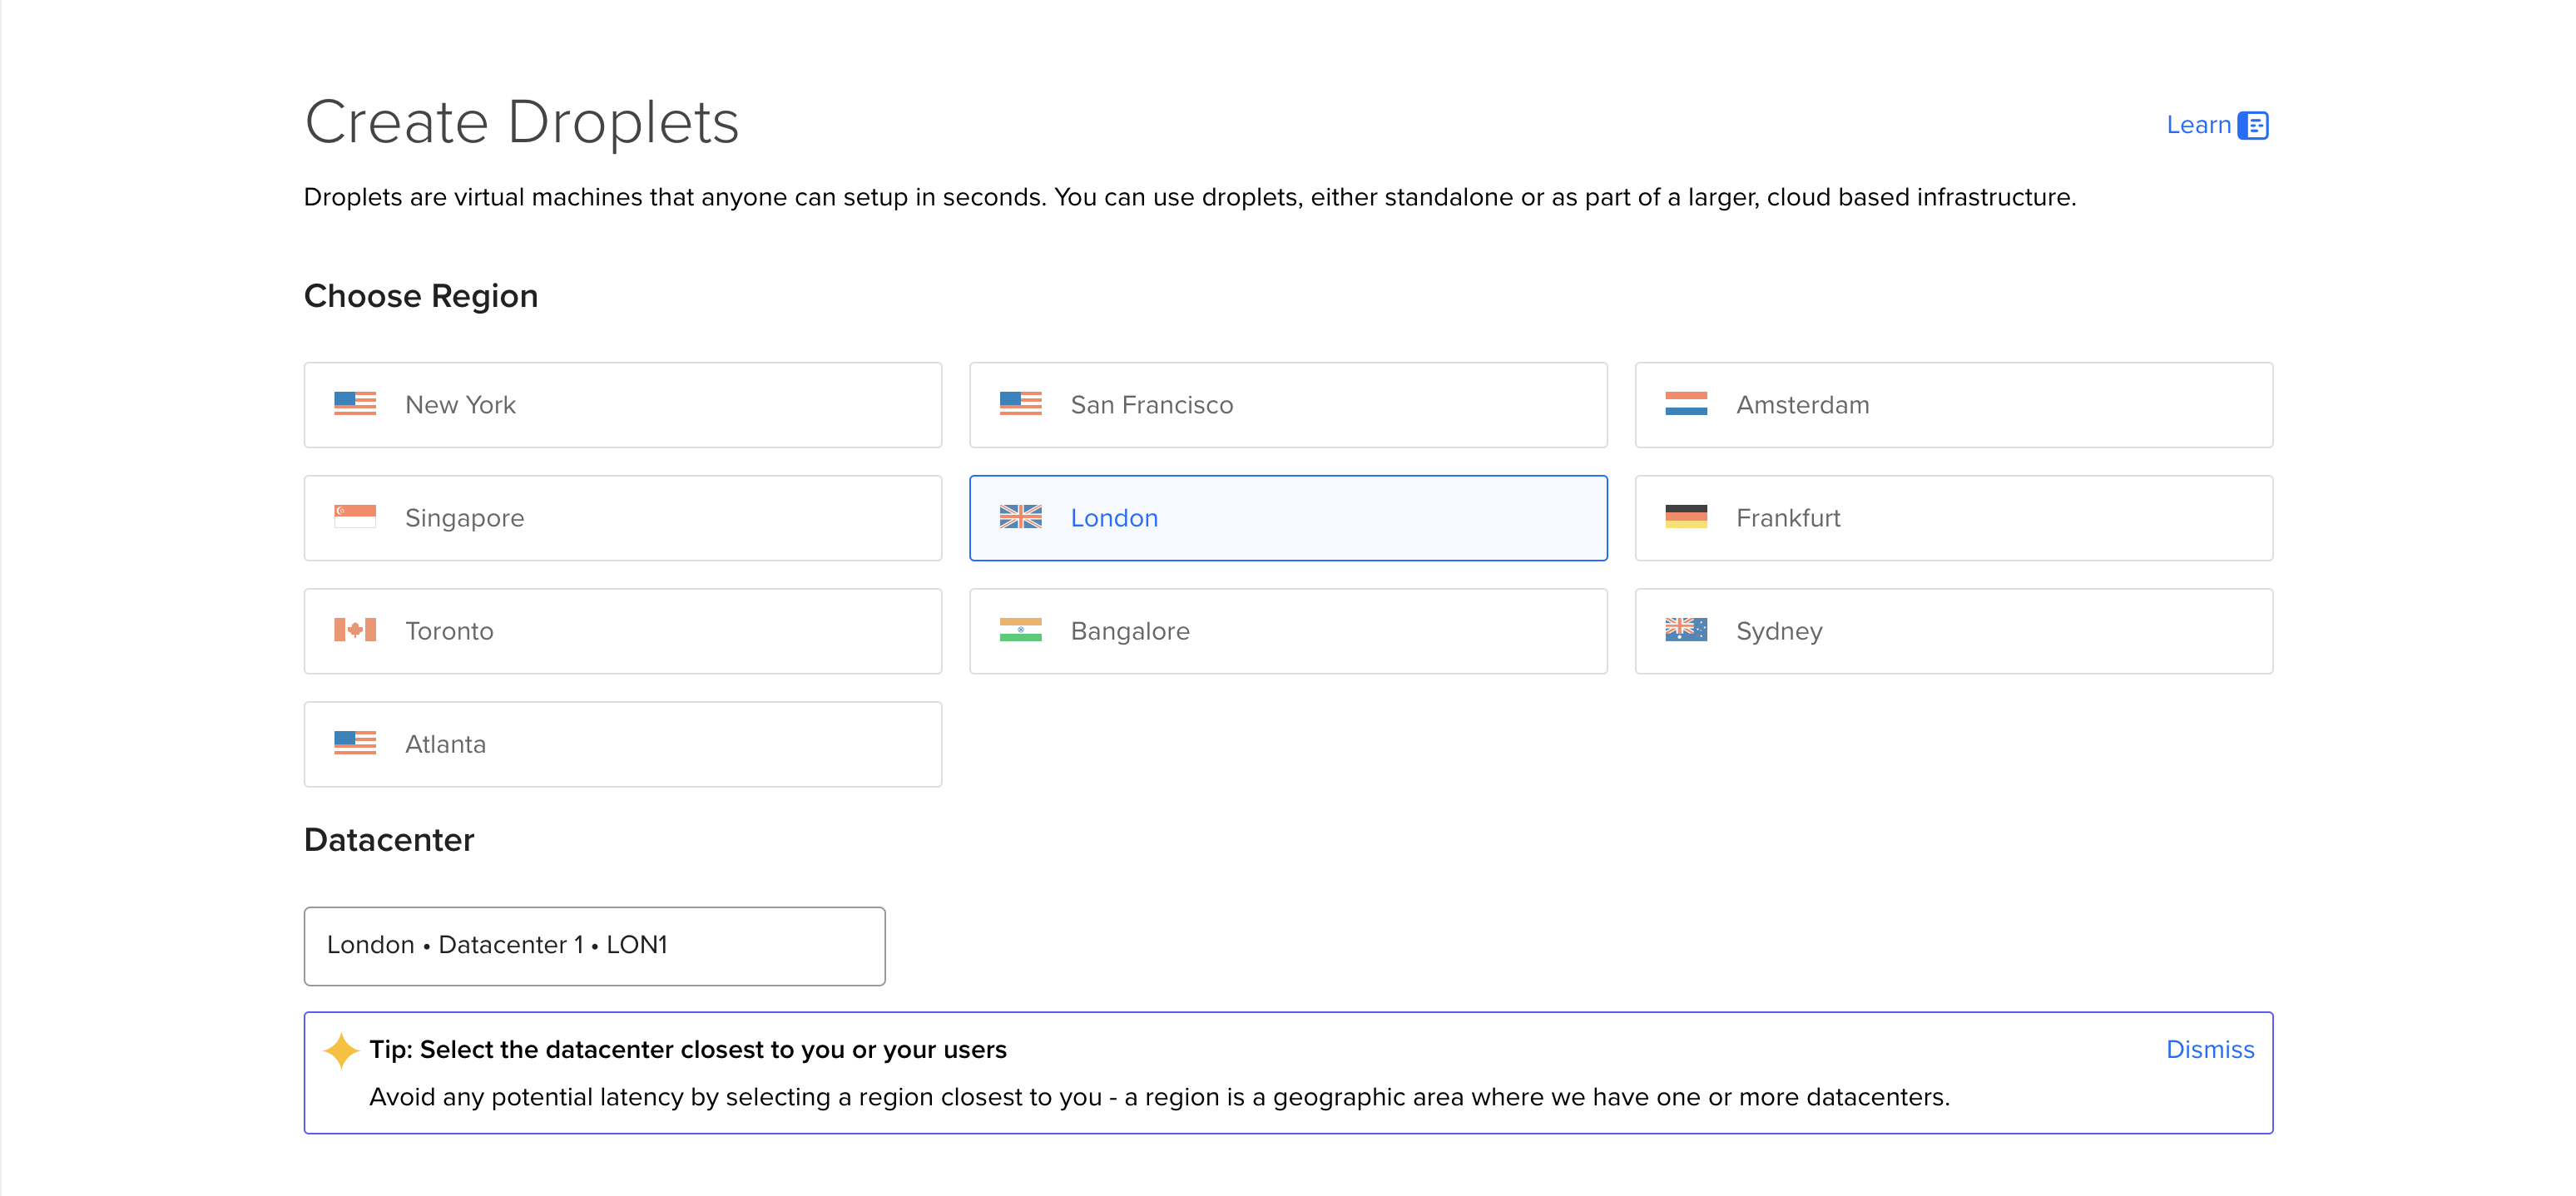 Create Droplets
Learn
Droplets are virtual machines that anyone can setup in seconds. You can use droplets, either standalone or as part of a larger, cloud based infrastructure.
Choose Region
New York
San Francisco
Amsterdam
Singapore
London
Frankfurt
Toronto
Bangalore
Sydney
Atlanta
Datacenter
London • Datacenter 1 • LON1
Tip: Select the datacenter closest to you or your users
Dismiss
Avoid any potential latency by selecting a region closest to you - a region is a geographic area where we have one or more datacenters.